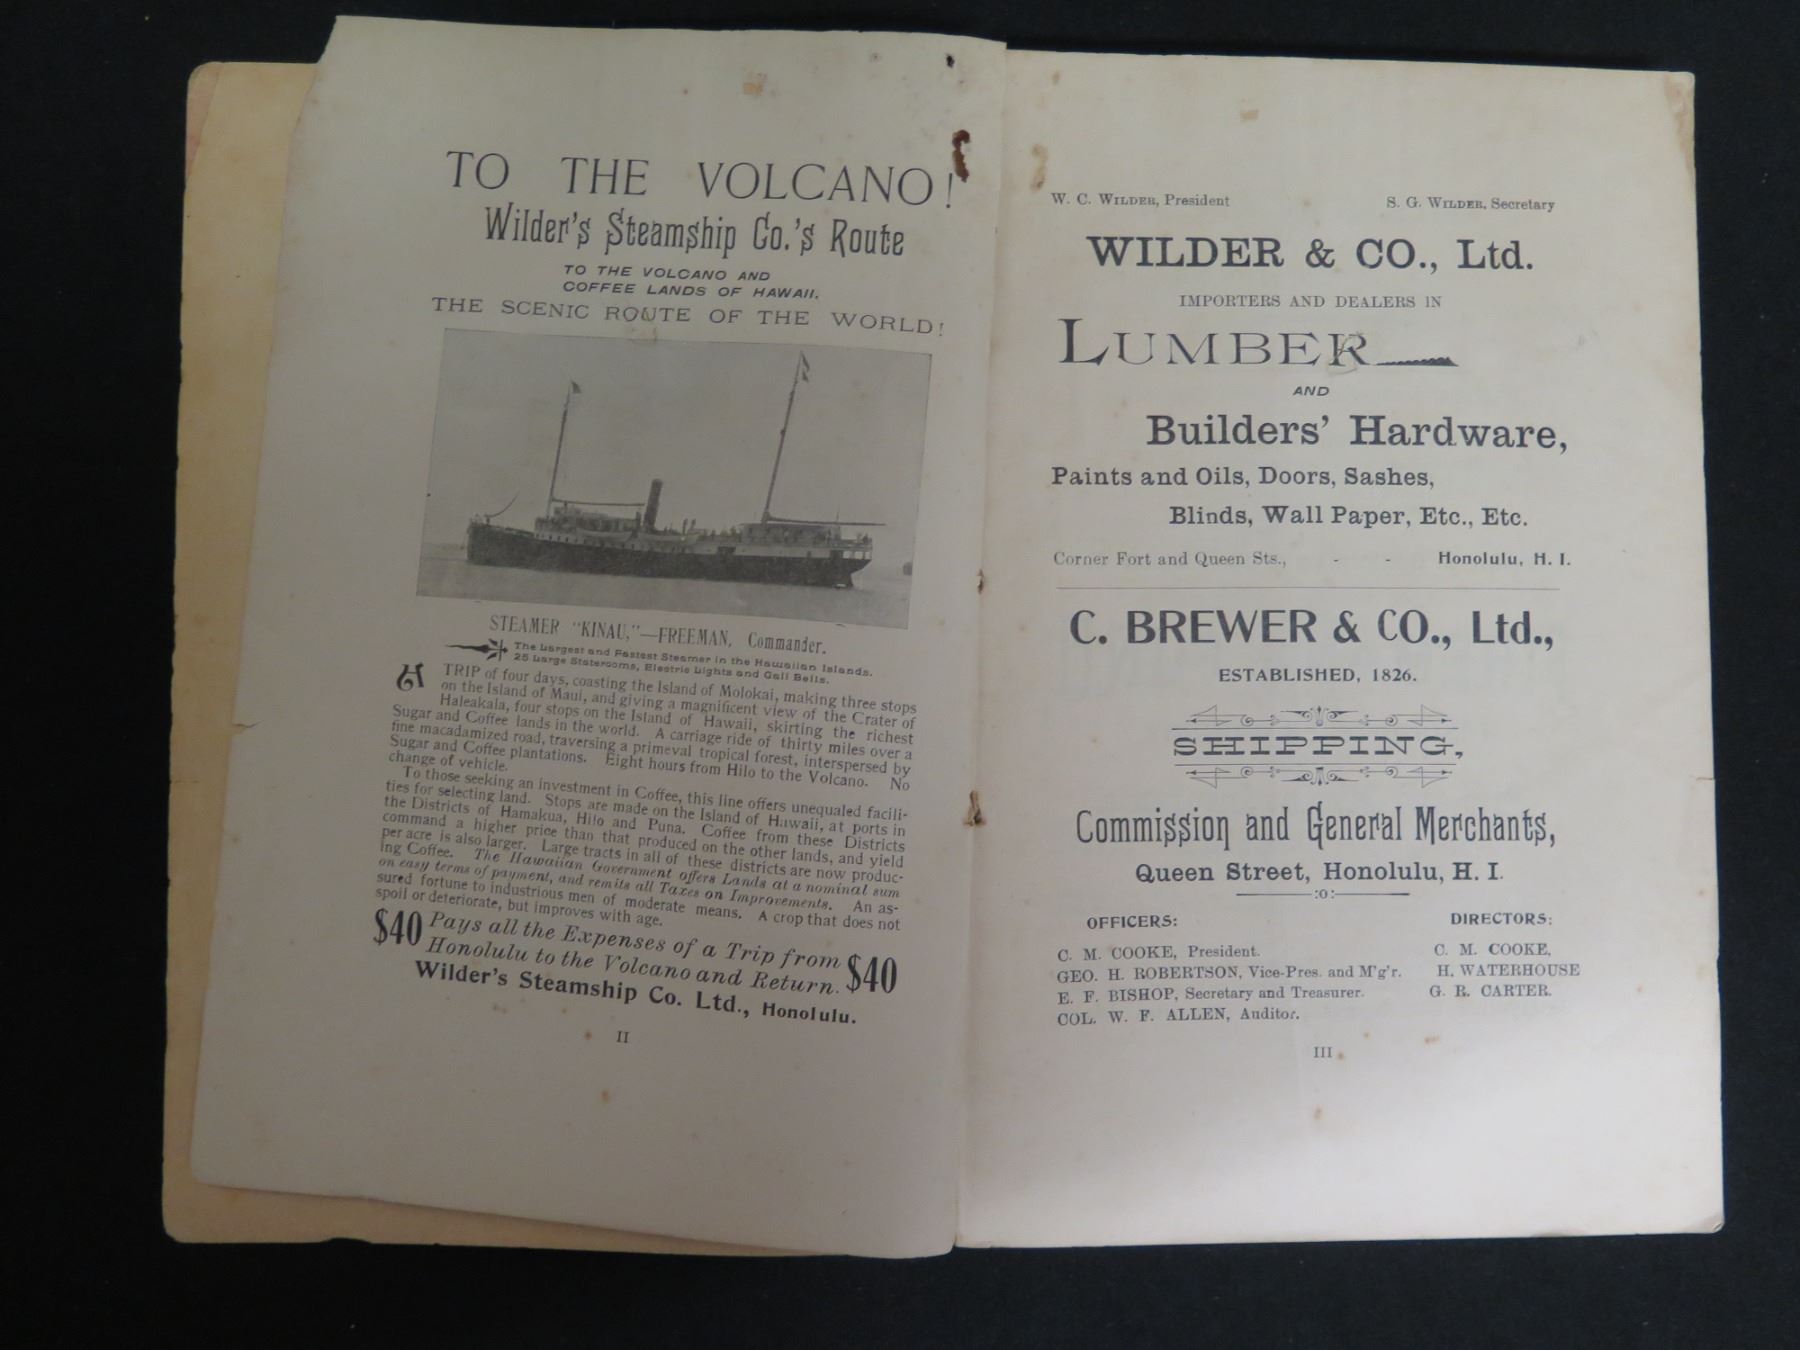 TO THE VOLCANO!
Wilder's Steamship Co.'s Route
TO THE VOLCANO AND
COFFEE LANDS OF HAWAII.
THE SCENIC ROUTE OF THE WORLD!
STEAMER "KINAU,"—FREEMAN, Commander.
The Largest and Fastest Steamer in the Hawaiian Islands.
25 Large Staterooms, Electric Lights and Call Bells.
A TRIP of four days, coasting the Island of Molokai, making three stops
on the Island of Maui, and giving a magnificent view of the Crater of
Haleakala, four stops on the Island of Hawaii, skirting the richest
Sugar and Coffee lands in the world. A carriage ride of thirty miles over a
fine macadamized road, traversing a primeval tropical forest, interspersed by
Sugar and Coffee plantations. Eight hours from Hilo to the Volcano. No
change of vehicle.
To those seeking an investment in Coffee, this line offers unequaled facili-
ties for selecting land. Stops are made on the Island of Hawaii, at ports in
the Districts of Hamakua, Hilo and Puna. Coffee from these Districts
command a higher price than that produced on the other lands, and yield
per acre is also larger. Large tracts in all of these districts are now produc-
ing Coffee. The Hawaiian Government offers Lands at a nominal sum
on easy terms of payment, and remits all Taxes on Improvements. An as-
sured fortune to industrious men of moderate means. A crop that does not
spoil or deteriorate, but improves with age.
$40 Pays all the Expenses of a Trip from
Honolulu to the Volcano and Return. $40
Wilder's Steamship Co. Ltd., Honolulu.
II
W. C. WILDER, President S. G. WILDER, Secretary
WILDER & CO., Ltd.
IMPORTERS AND DEALERS IN
LUMBER
AND
Builders' Hardware,
Paints and Oils, Doors, Sashes,
Blinds, Wall Paper, Etc., Etc.
Corner Fort and Queen Sts., - - Honolulu, H. I.
C. BREWER & CO., Ltd.,
ESTABLISHED, 1826.
SHIPPING,
Commission and General Merchants,
Queen Street, Honolulu, H. I.
:o:
OFFICERS: DIRECTORS:
C. M. COOKE, President. C. M. COOKE,
GEO. H. ROBERTSON, Vice-Pres. and M'g'r. H. WATERHOUSE
E. F. BISHOP, Secretary and Treasurer. G. R. CARTER.
COL. W. F. ALLEN, Auditor.
III